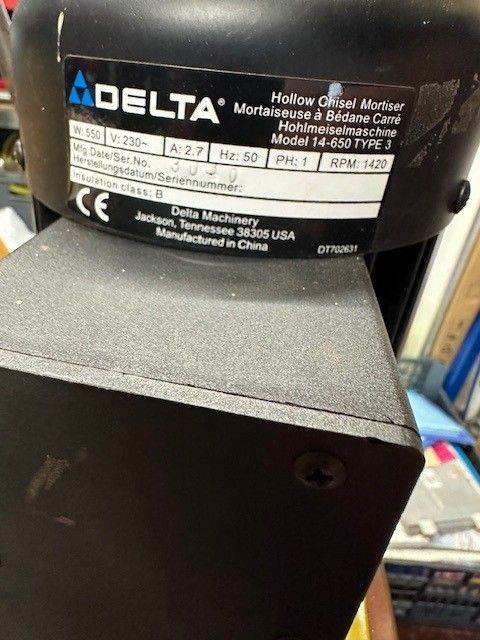 DELTA®
Hollow Chisel Mortiser
Mortaiseuse à Bédane Carré
Hohlmeiselmaschine
Model 14-650 TYPE 3
W: 550 V: 230~ A: 2.7 Hz: 50 PH: 1 RPM: 1420
Mfg Date/Ser.No.
Herstellungsdatum/Seriennummer:
Insulation class: B
CE
Delta Machinery
Jackson, Tennessee 38305 USA
Manufactured in China
DT702631